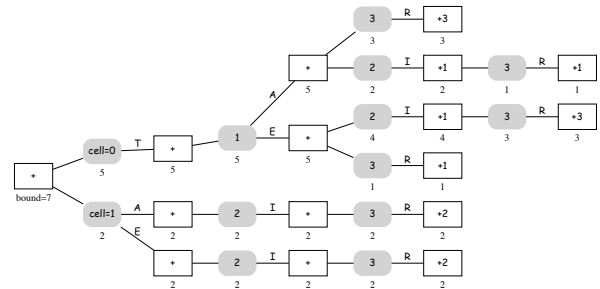 3 R +3
3 3
+ 2 I +1 3 R +1
5 2 2 1 1
A
2 I +1 3 R +3
4 4 3 3
cell=0 T + 1 E +
5 5 5 5
3 R +1
1 1
+
bound=7
cell=1 A + 2 I + 3 R +2
2 2 2 2 2 2
E
+ 2 I + 3 R +2
2 2 2 2 2